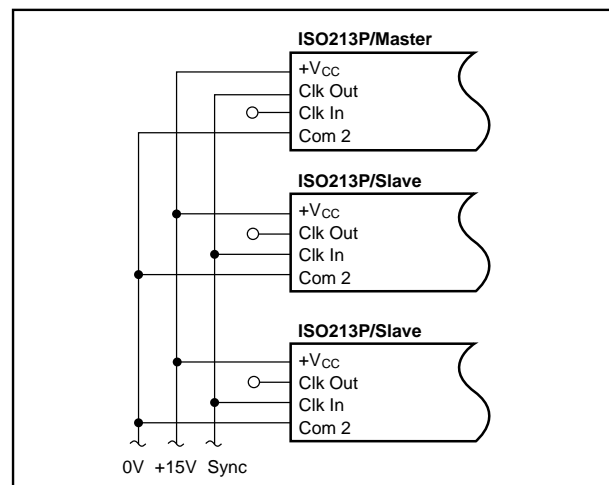 ISO213P/Master
+VCC
Clk Out
Clk In
Com 2
ISO213P/Slave
+VCC
Clk Out
Clk In
Com 2
ISO213P/Slave
+VCC
Clk Out
Clk In
Com 2
0V +15V Sync